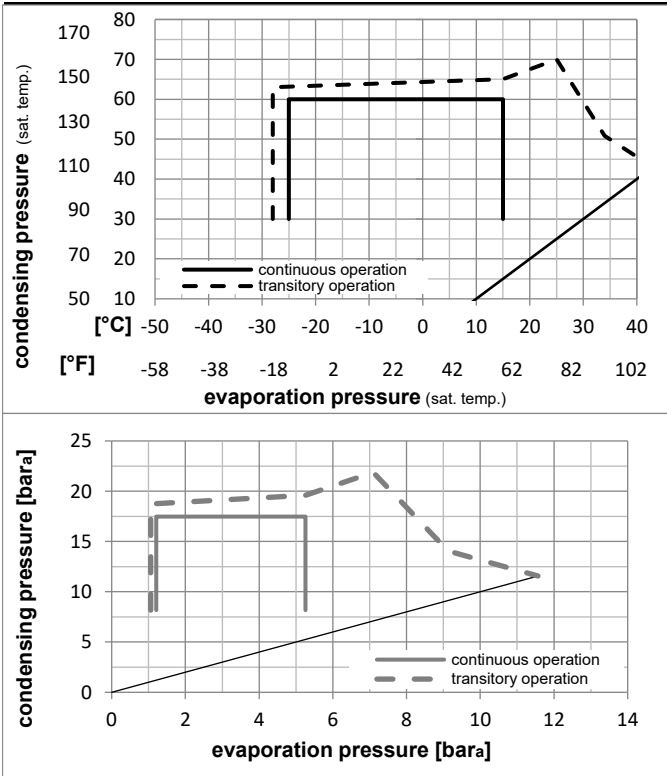 condensing pressure (sat. temp.)
170 80
70
150 60
130 50
110 40
90 30
20
50 10
continuous operation
transitory operation
[°C] -50 -40 -30 -20 -10 0 10 20 30 40
[°F] -58 -38 -18 2 22 42 62 82 102
evaporation pressure (sat. temp.)
condensing pressure [bara]
25
20
15
10
5
0
continuous operation
transitory operation
0 2 4 6 8 10 12 14
evaporation pressure [bara]